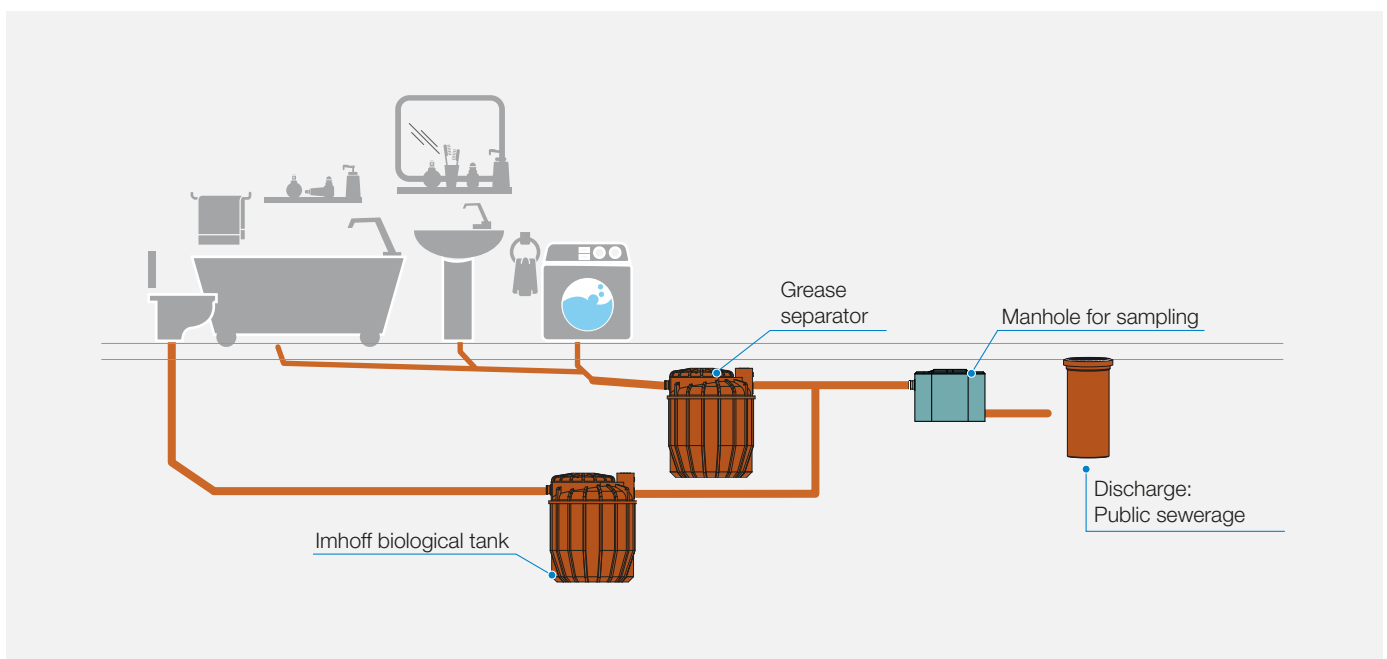 Grease
separator
Manhole for sampling
Discharge:
Public sewerage
Imhoff biological tank